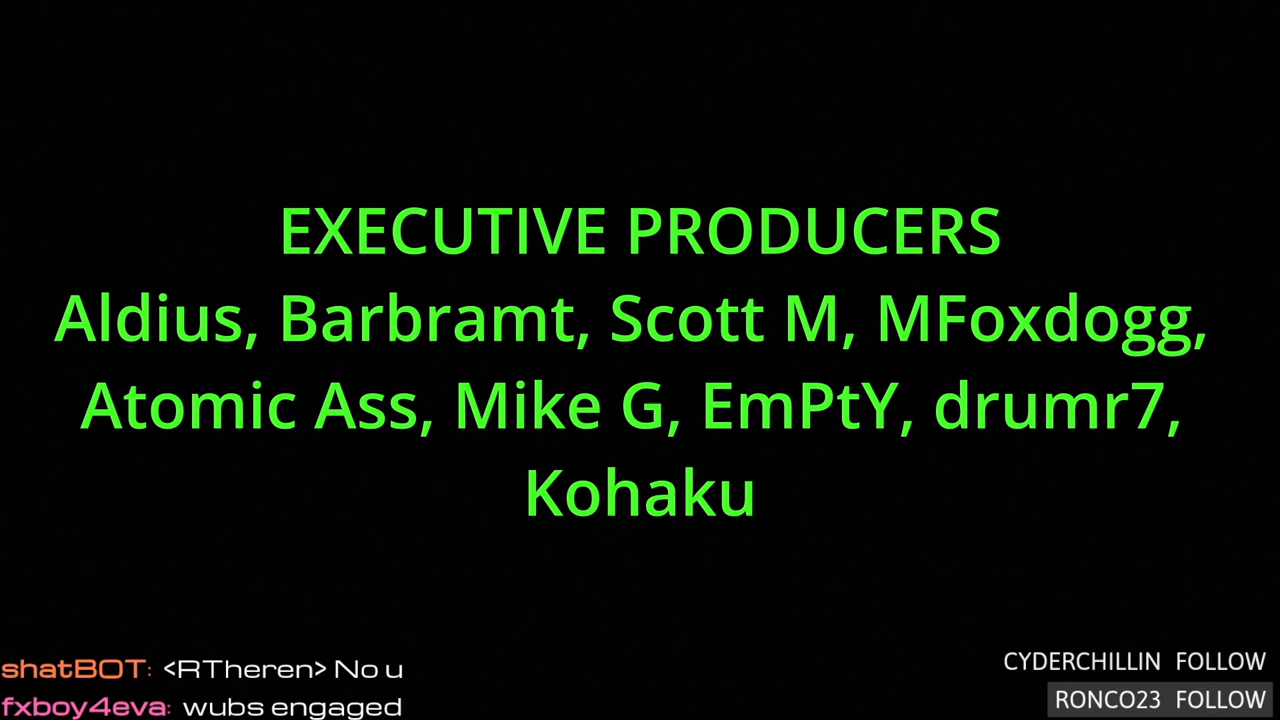 EXECUTIVE PRODUCERS
Aldius, Barbramt, Scott M, MFoxdogg,
Atomic Ass, Mike G, EmPtY, drumr7,
Kohaku
shatBOT: <RTheren> No u
fxboy4eva: wubs engaged
CYDERCHILLIN FOLLOW
RONCO23 FOLLOW